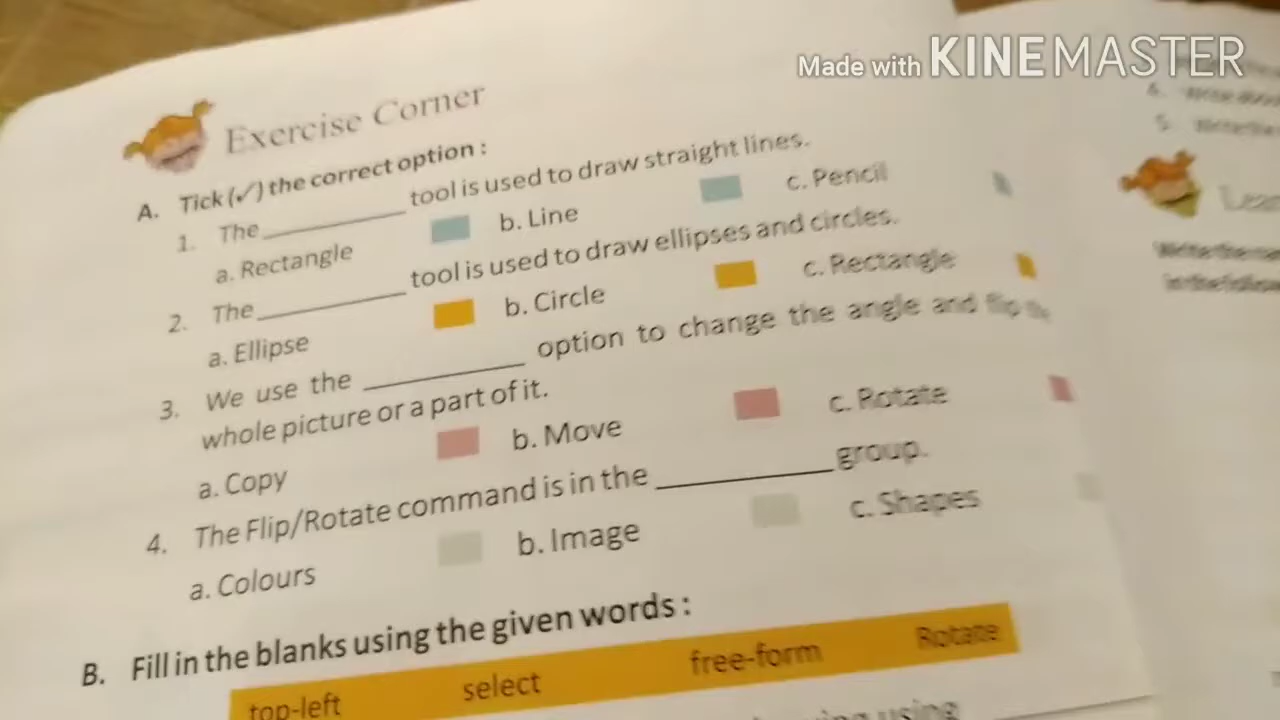 Made with KINEMASTER
Exercise Corner
A. Tick (✓) the correct option :
1. The __________ tool is used to draw straight lines.
a. Rectangle b. Line c. Pencil
2. The __________ tool is used to draw ellipses and circles.
a. Ellipse b. Circle c. Rectangle
3. We use the __________ option to change the angle and flip the
whole picture or a part of it.
a. Copy b. Move c. Rotate
4. The Flip/Rotate command is in the __________ group.
a. Colours b. Image c. Shapes
B. Fill in the blanks using the given words :
top-left select free-form Rotate
using
5.